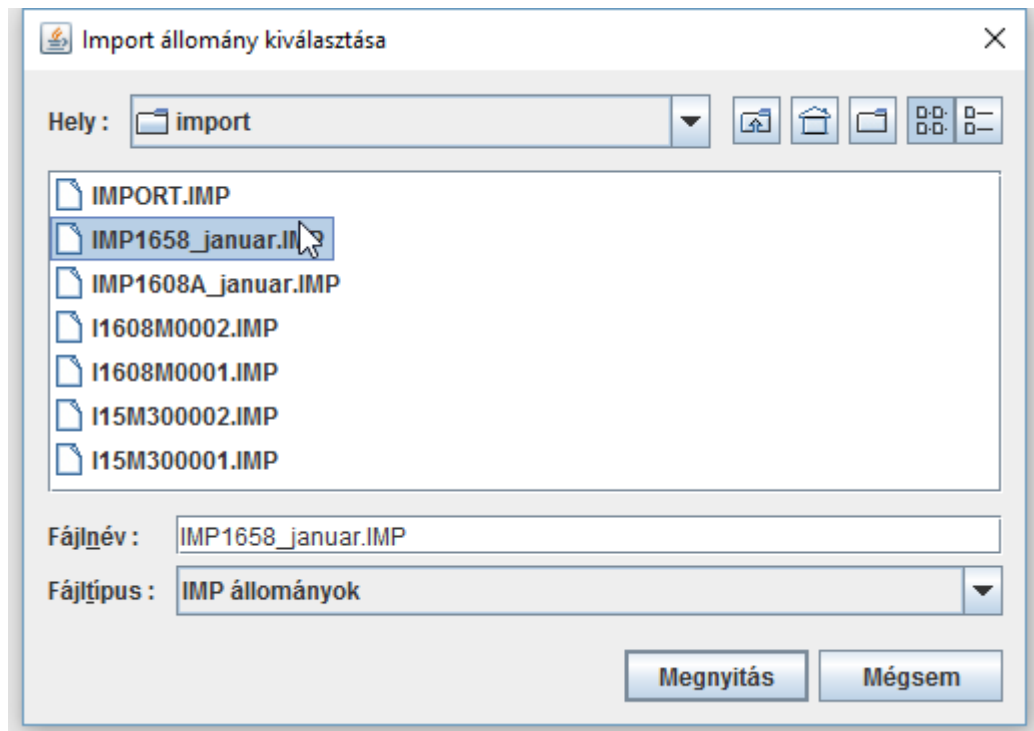 Import állomány kiválasztása
Hely : import
IMPORT.IMP
IMP1658_januar.IMP
IMP1608A_januar.IMP
I1608M0002.IMP
I1608M0001.IMP
I15M300002.IMP
I15M300001.IMP
Fájlnév : IMP1658_januar.IMP
Fájltípus : IMP állományok
Megnyitás Mégsem